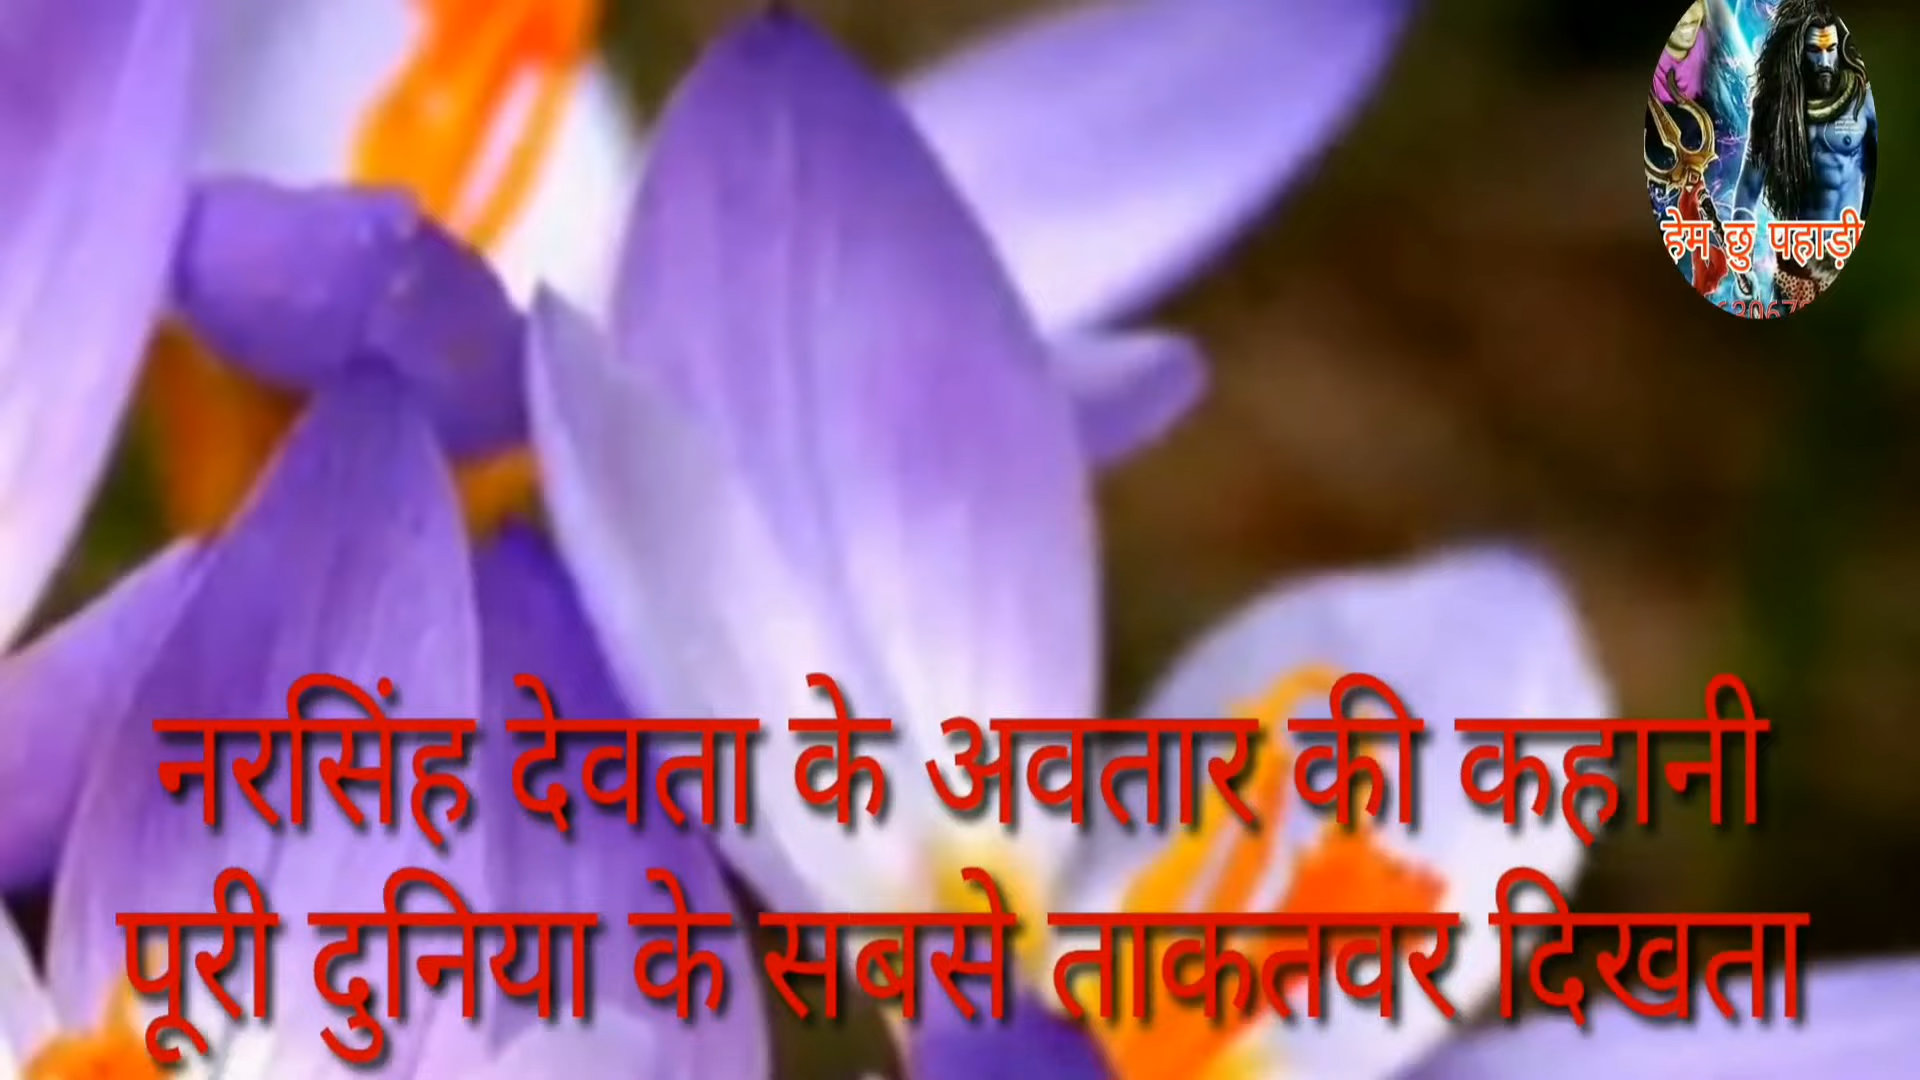 हेम छु पहाड़ी
नरसिंह देवता के अवतार की कहानी
पूरी दुनिया के सबसे ताकतवर दिखता